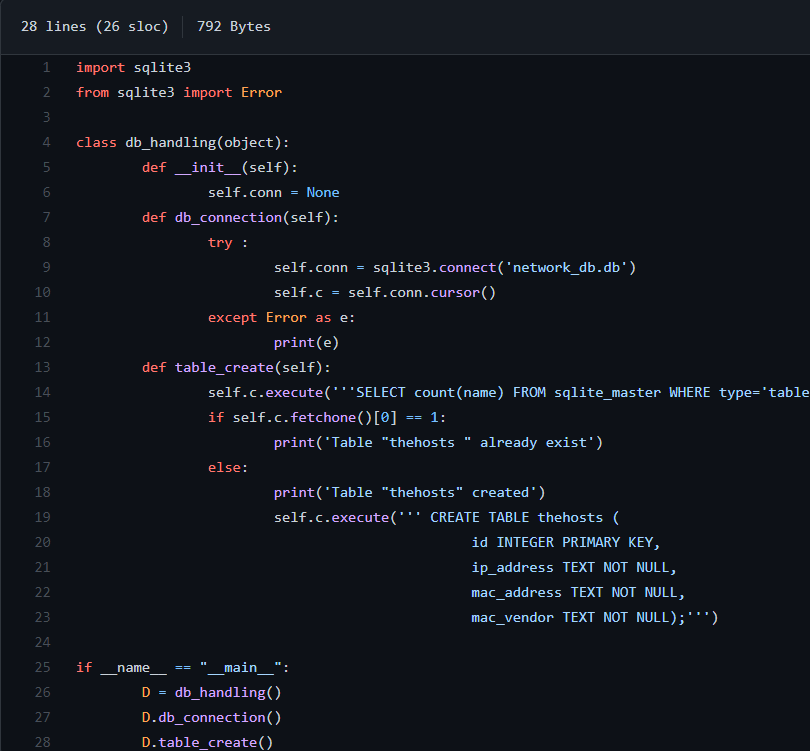 28 lines (26 sloc) 792 Bytes
1 import sqlite3
2 from sqlite3 import Error
3
4 class db_handling(object):
5 def __init__(self):
6 self.conn = None
7 def db_connection(self):
8 try :
9 self.conn = sqlite3.connect('network_db.db')
10 self.c = self.conn.cursor()
11 except Error as e:
12 print(e)
13 def table_create(self):
14 self.c.execute('''SELECT count(name) FROM sqlite_master WHERE type='table
15 if self.c.fetchone()[0] == 1:
16 print('Table "thehosts " already exist')
17 else:
18 print('Table "thehosts" created')
19 self.c.execute(''' CREATE TABLE thehosts (
20 id INTEGER PRIMARY KEY,
21 ip_address TEXT NOT NULL,
22 mac_address TEXT NOT NULL,
23 mac_vendor TEXT NOT NULL);''')
24
25 if __name__ == "__main__":
26 D = db_handling()
27 D.db_connection()
28 D.table_create()